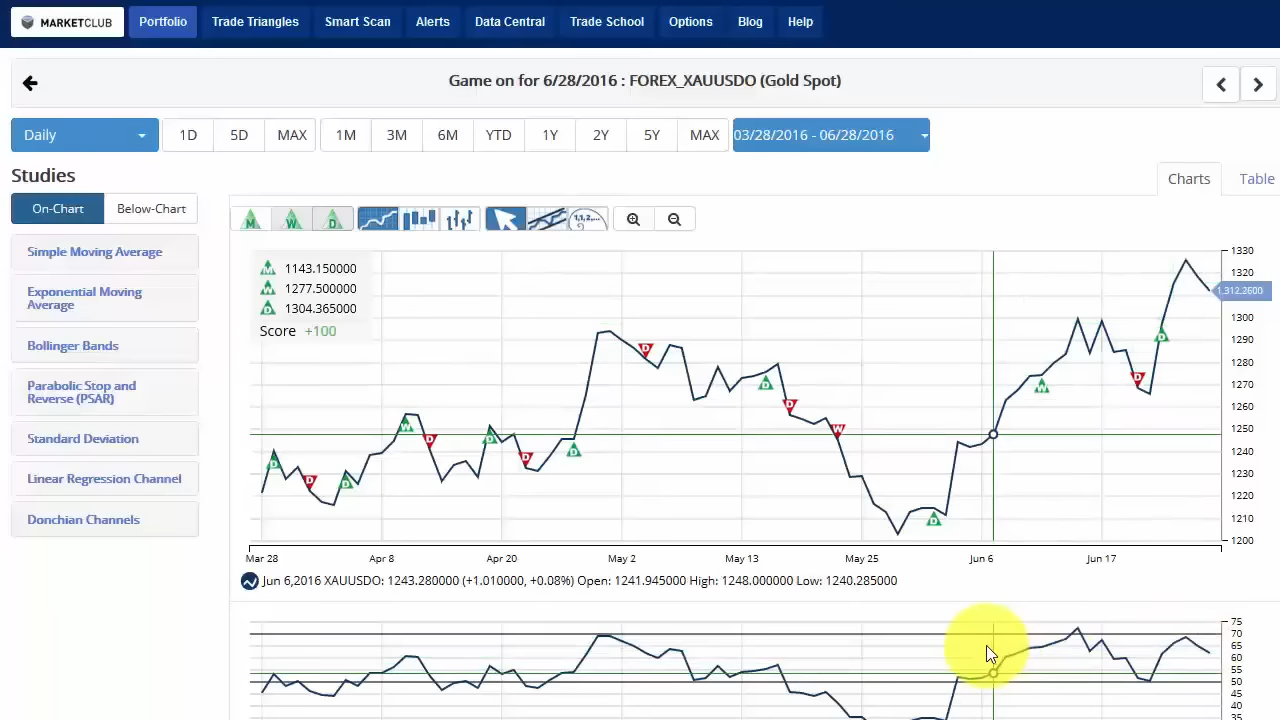 MARKETCLUB Portfolio Trade Triangles Smart Scan Alerts Data Central Trade School Options Blog Help
Game on for 6/28/2016 : FOREX_XAUUSDO (Gold Spot)
Daily 1D 5D MAX 1M 3M 6M YTD 1Y 2Y 5Y MAX 03/28/2016 - 06/28/2016
Studies
Charts Table
On-Chart Below-Chart
Simple Moving Average
Exponential Moving
Average
Bollinger Bands
Parabolic Stop and
Reverse (PSAR)
Standard Deviation
Linear Regression Channel
Donchian Channels
M W D
1,1,2,...
M 1143.150000
W 1277.500000
D 1304.365000
Score +100
D D D W D D D D D D D W D W D D
1330
1320
1,312.2600
1300
1290
1280
1270
1260
1250
1240
1230
1220
1210
1200
Mar 28 Apr 8 Apr 20 May 2 May 13 May 25 Jun 6 Jun 17
Jun 6,2016 XAUUSDO: 1243.280000 (+1.010000, +0.08%) Open: 1241.945000 High: 1248.000000 Low: 1240.285000
75
70
65
60
55
50
45
40
35